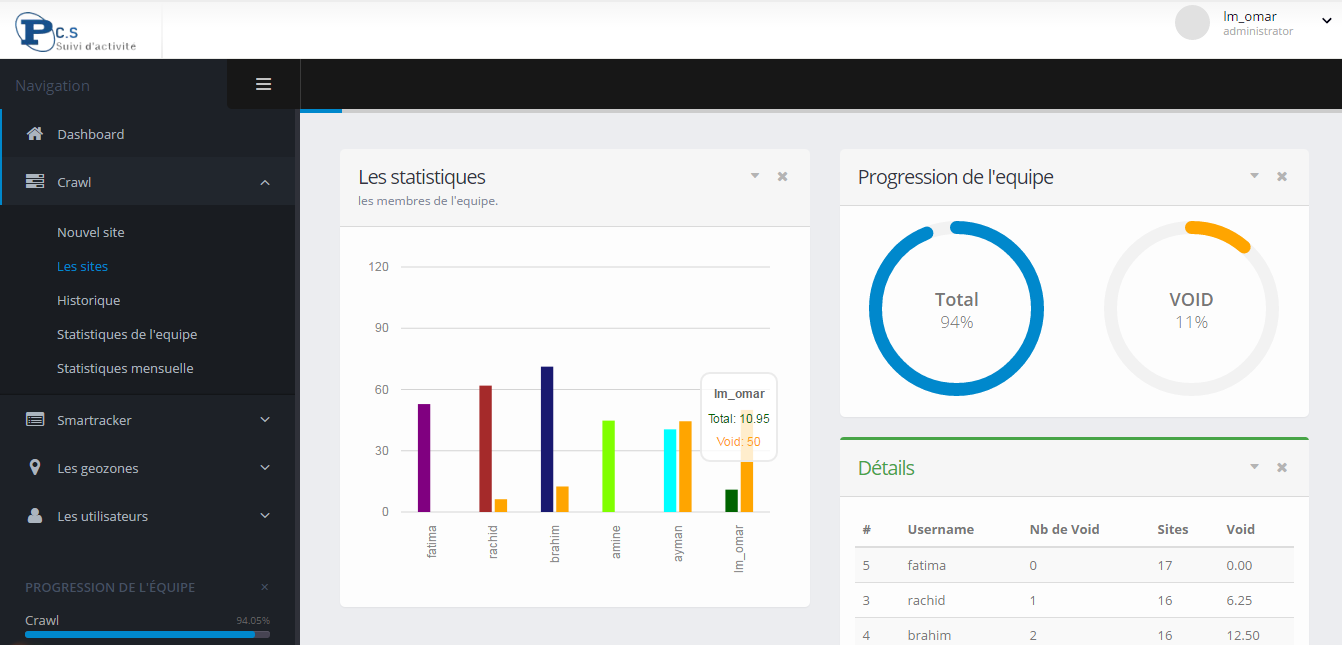 PC.S
Suivi d'activité
lm_omar
administrator
Navigation
Dashboard
Crawl
Nouvel site
Les sites
Historique
Statistiques de l'equipe
Statistiques mensuelle
Smartracker
Les geozones
Les utilisateurs
PROGRESSION DE L'ÉQUIPE
Crawl 94.05%
Les statistiques
les membres de l'equipe.
120
90
60
30
0
fatima
rachid
brahim
amine
ayman
lm_omar
lm_omar
Total: 10.95
Void: 50
Progression de l'equipe
Total
94%
VOID
11%
Détails
# Username Nb de Void Sites Void
5 fatima 0 17 0.00
3 rachid 1 16 6.25
4 brahim 2 16 12.50